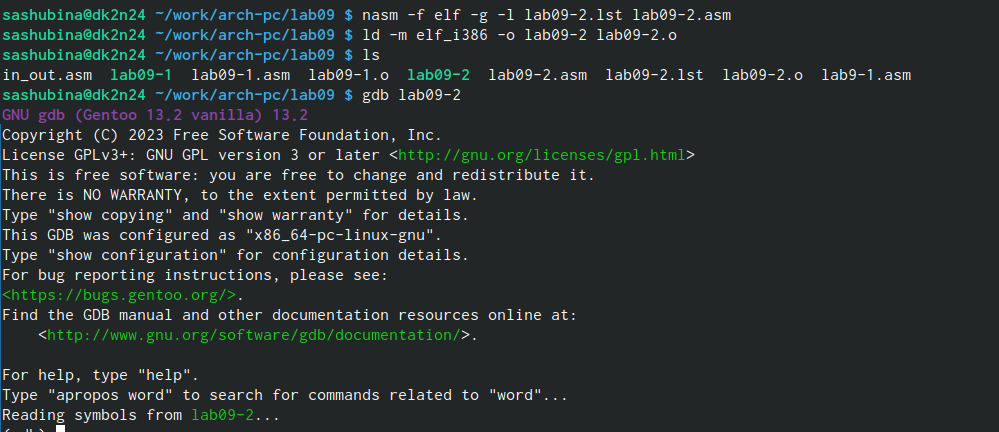 sashubina@dk2n24 ~/work/arch-pc/lab09 $ nasm -f elf -g -l lab09-2.lst lab09-2.asm
sashubina@dk2n24 ~/work/arch-pc/lab09 $ ld -m elf_i386 -o lab09-2 lab09-2.o
sashubina@dk2n24 ~/work/arch-pc/lab09 $ ls
in_out.asm  lab09-1  lab09-1.asm  lab09-1.o  lab09-2  lab09-2.asm  lab09-2.lst  lab09-2.o  lab9-1.asm
sashubina@dk2n24 ~/work/arch-pc/lab09 $ gdb lab09-2
GNU gdb (Gentoo 13.2 vanilla) 13.2
Copyright (C) 2023 Free Software Foundation, Inc.
License GPLv3+: GNU GPL version 3 or later <http://gnu.org/licenses/gpl.html>
This is free software: you are free to change and redistribute it.
There is NO WARRANTY, to the extent permitted by law.
Type "show copying" and "show warranty" for details.
This GDB was configured as "x86_64-pc-linux-gnu".
Type "show configuration" for configuration details.
For bug reporting instructions, please see:
<https://bugs.gentoo.org/>.
Find the GDB manual and other documentation resources online at:
    <http://www.gnu.org/software/gdb/documentation/>.

For help, type "help".
Type "apropos word" to search for commands related to "word"...
Reading symbols from lab09-2...